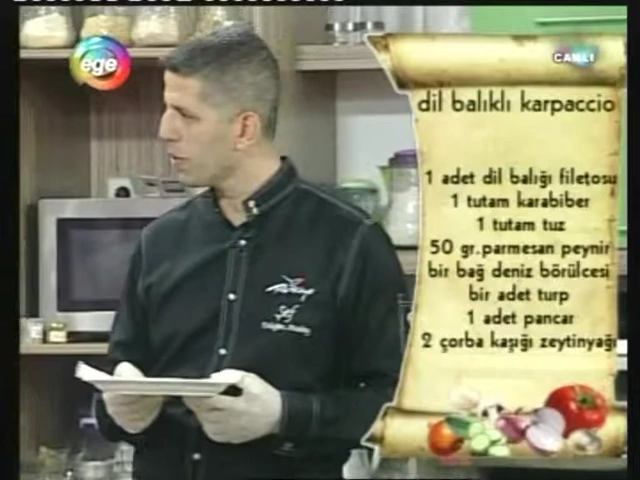 ege
CANLI
dil balıklı karpaccio
1 adet dil balığı filetosu
1 tutam karabiber
1 tutam tuz
50 gr.parmesan peynir
bir bağ deniz börülcesi
bir adet turp
1 adet pancar
2 çorba kaşığı zeytinyağı
Şef